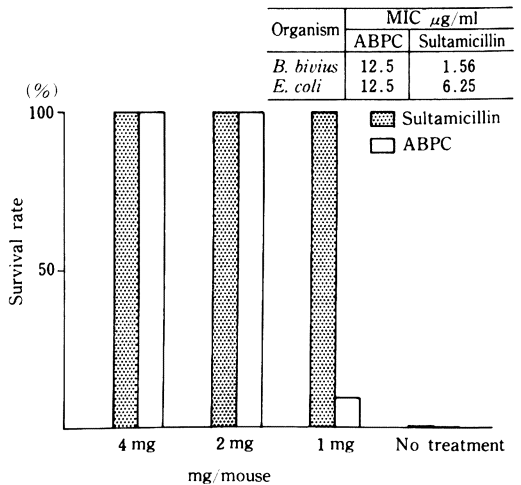 Organism MIC μg/ml
ABPC Sultamicillin
B. bivius 12.5 1.56
E. coli 12.5 6.25
(%)
100
Sultamicillin
ABPC
Survival rate
50
4 mg 2 mg 1 mg No treatment
mg/mouse